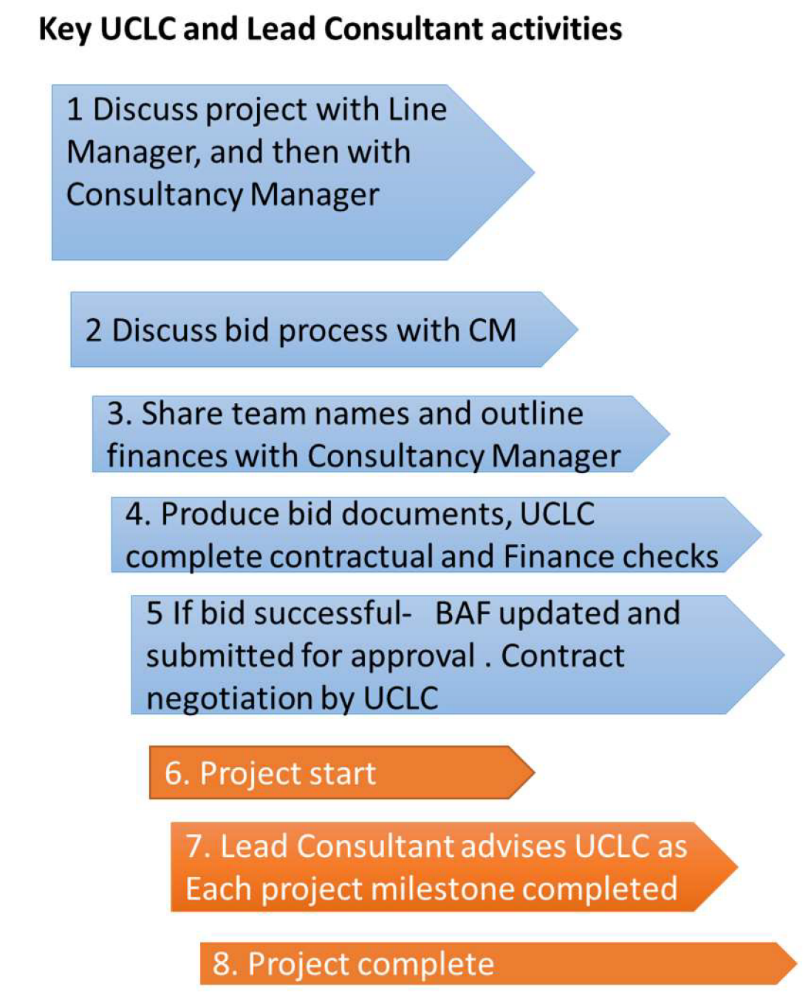 Key UCLC and Lead Consultant activities
1 Discuss project with Line
Manager, and then with
Consultancy Manager
2 Discuss bid process with CM
3. Share team names and outline
finances with Consultancy Manager
4. Produce bid documents, UCLC
complete contractual and Finance checks
5 If bid successful-   BAF updated and
submitted for approval . Contract
negotiation by UCLC
6. Project start
7. Lead Consultant advises UCLC as
Each project milestone completed
8. Project complete